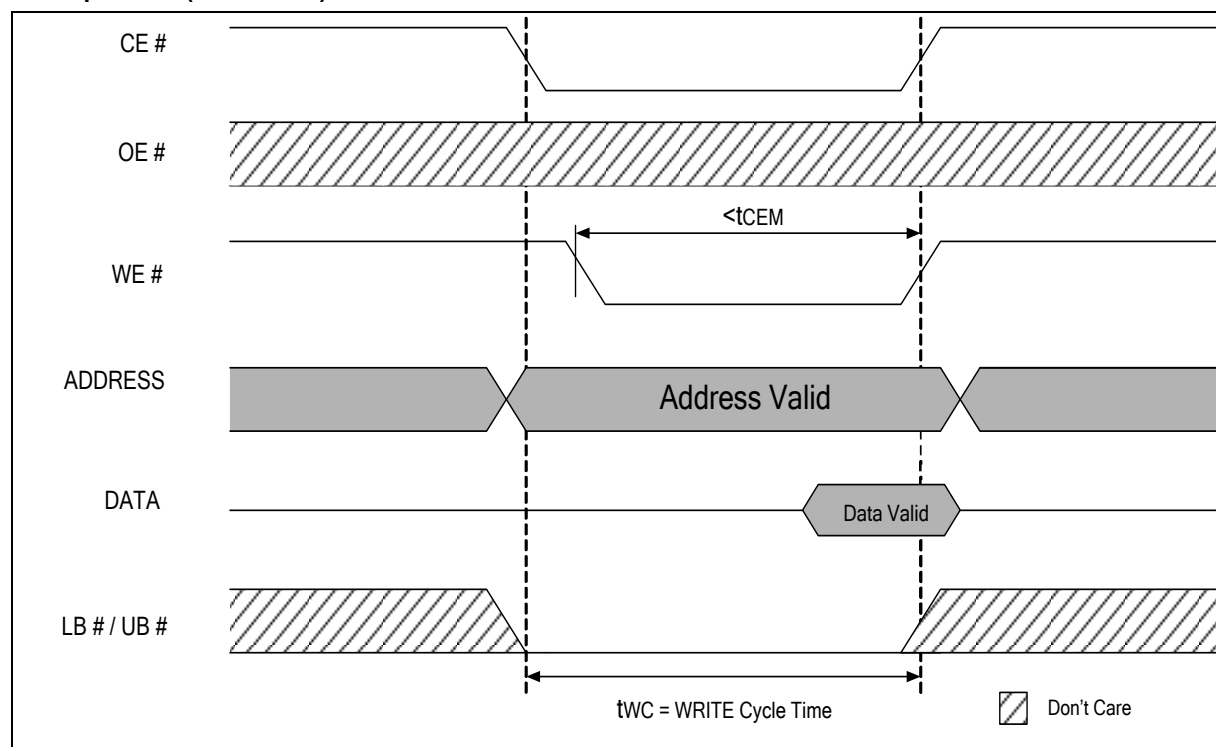 CE #
OE #
<tCEM
WE #
ADDRESS
Address Valid
DATA
Data Valid
LB # / UB #
tWC = WRITE Cycle Time
Don't Care